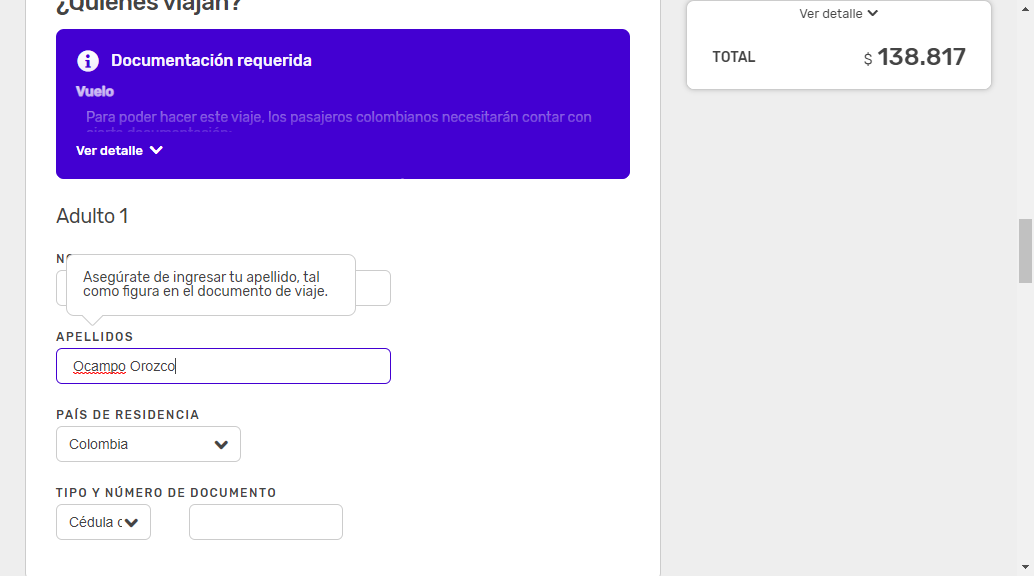 ¿Quiénes viajan?
Documentación requerida
Vuelo
Para poder hacer este viaje, los pasajeros colombianos necesitarán contar con
cierta documentación:
Ver detalle
Adulto 1
Asegúrate de ingresar tu apellido, tal
como figura en el documento de viaje.
APELLIDOS
Ocampo Orozco
PAÍS DE RESIDENCIA
Colombia
TIPO Y NÚMERO DE DOCUMENTO
Cédula
Ver detalle
TOTAL
$ 138.817